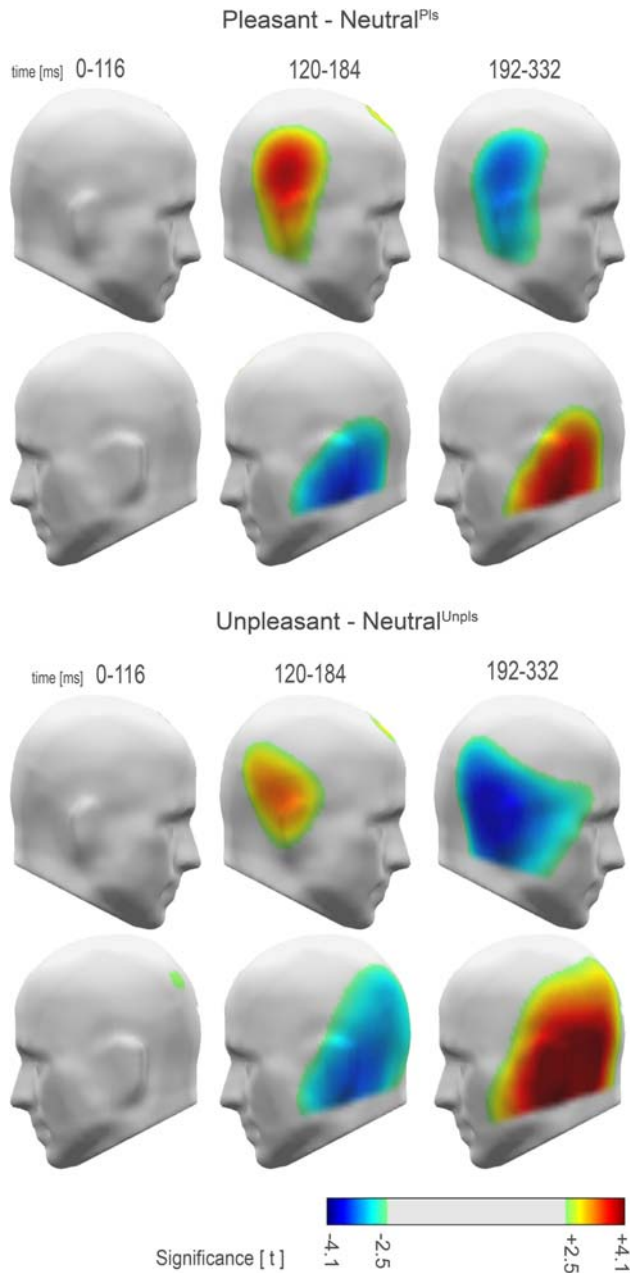 Pleasant - Neutral^Pls
time [ms] 0-116 120-184 192-332
Unpleasant - Neutral^Unpls
time [ms] 0-116 120-184 192-332
Significance [ t ] -4.1 -2.5 +2.5 +4.1